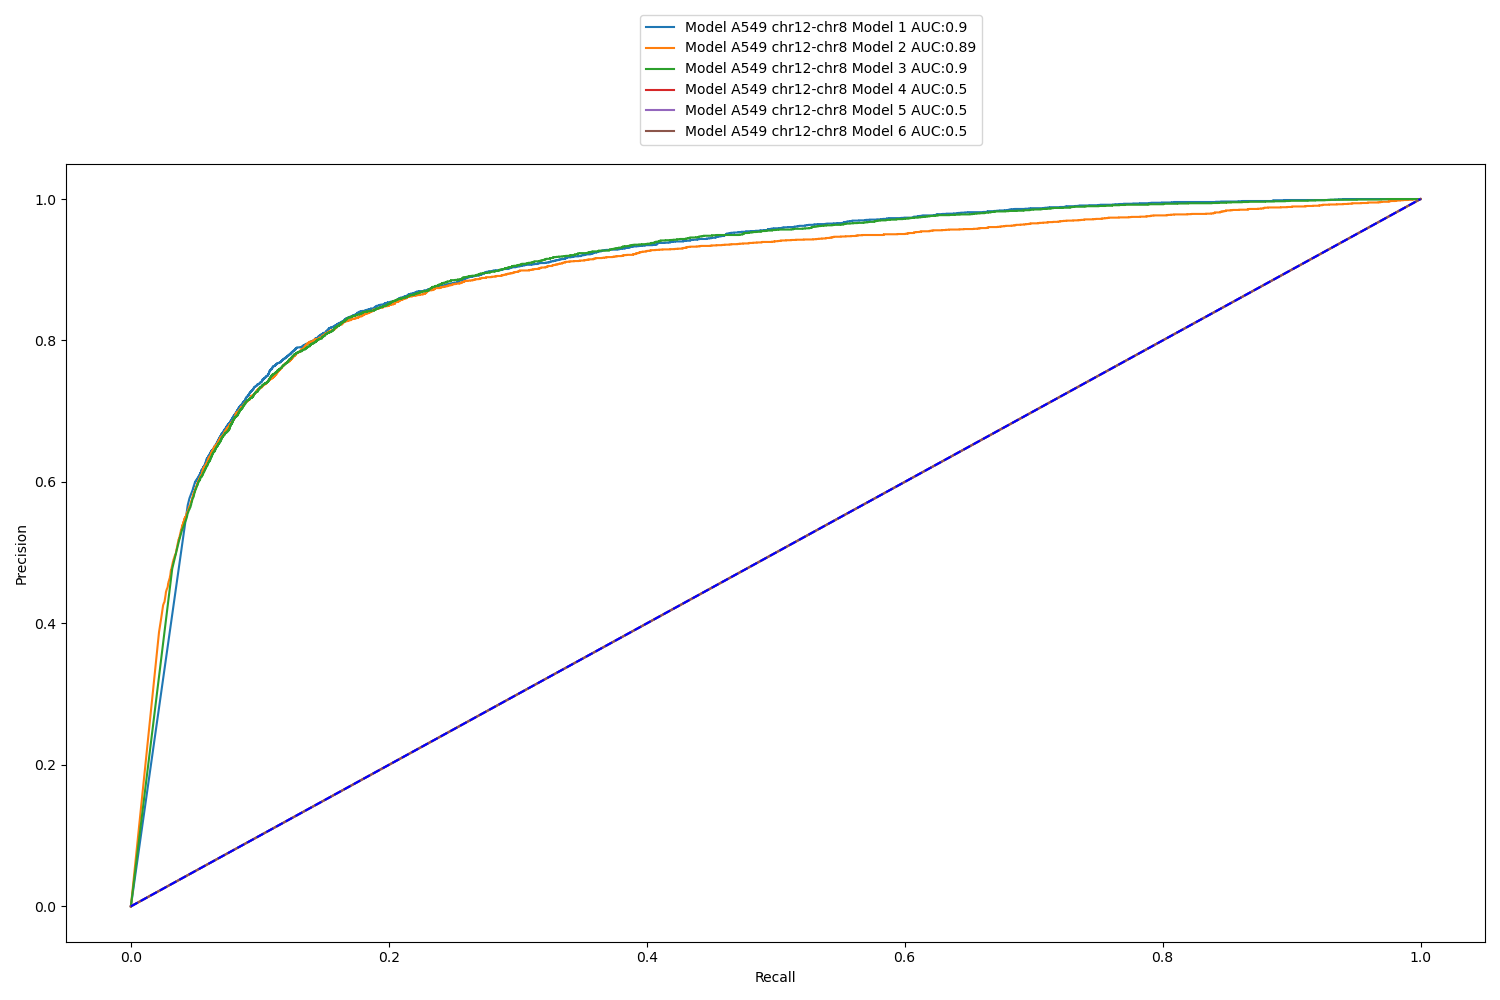 Model A549 chr12-chr8 Model 1 AUC:0.9
Model A549 chr12-chr8 Model 2 AUC:0.89
Model A549 chr12-chr8 Model 3 AUC:0.9
Model A549 chr12-chr8 Model 4 AUC:0.5
Model A549 chr12-chr8 Model 5 AUC:0.5
Model A549 chr12-chr8 Model 6 AUC:0.5
1.0
0.8
0.6
0.4
0.2
0.0
Precision
0.0 0.2 0.4 0.6 0.8 1.0
Recall